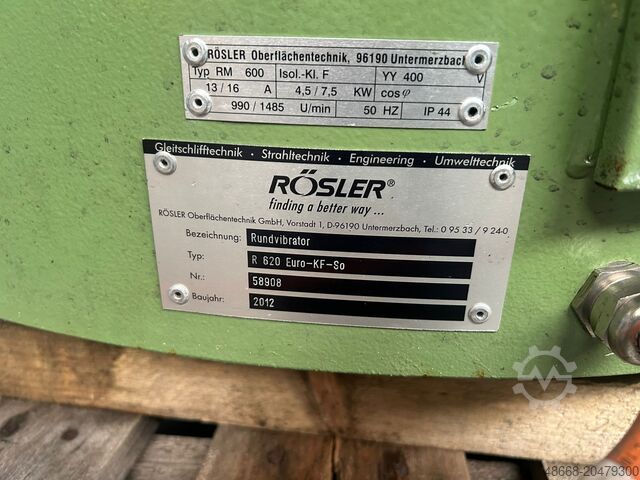 RÖSLER Oberflächentechnik, 96190 Untermerzbach
Typ RM 600 Isol.-Kl. F YY 400 V
13 / 16 A 4,5 / 7,5 KW cosφ
990 / 1485 U/min 50 HZ IP 44
Gleitschlifftechnik · Strahltechnik · Engineering · Umwelttechnik
RÖSLER®
finding a better way ...
RÖSLER Oberflächentechnik GmbH, Vorstadt 1, D-96190 Untermerzbach, Tel.: 0 95 33 / 9 24-0
Bezeichnung: Rundvibrator
Typ: R 620 Euro-KF-So
Nr.: 58908
Baujahr: 2012
48668-20479300